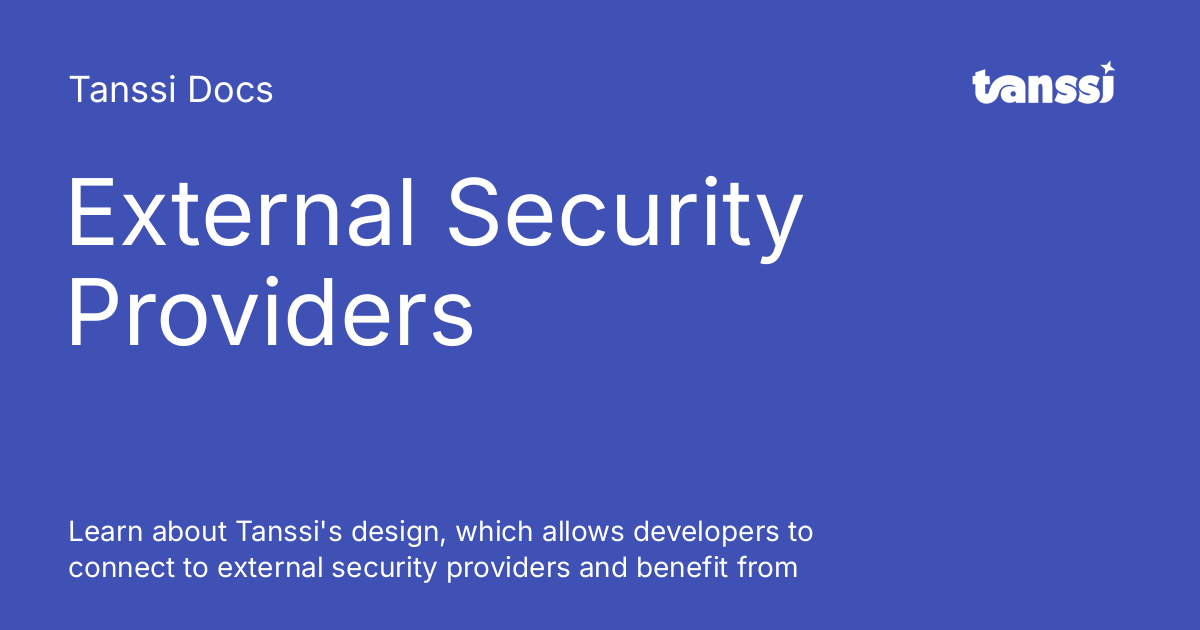 Tanssi Docs
tanssi
External Security
Providers
Learn about Tanssi's design, which allows developers to
connect to external security providers and benefit from